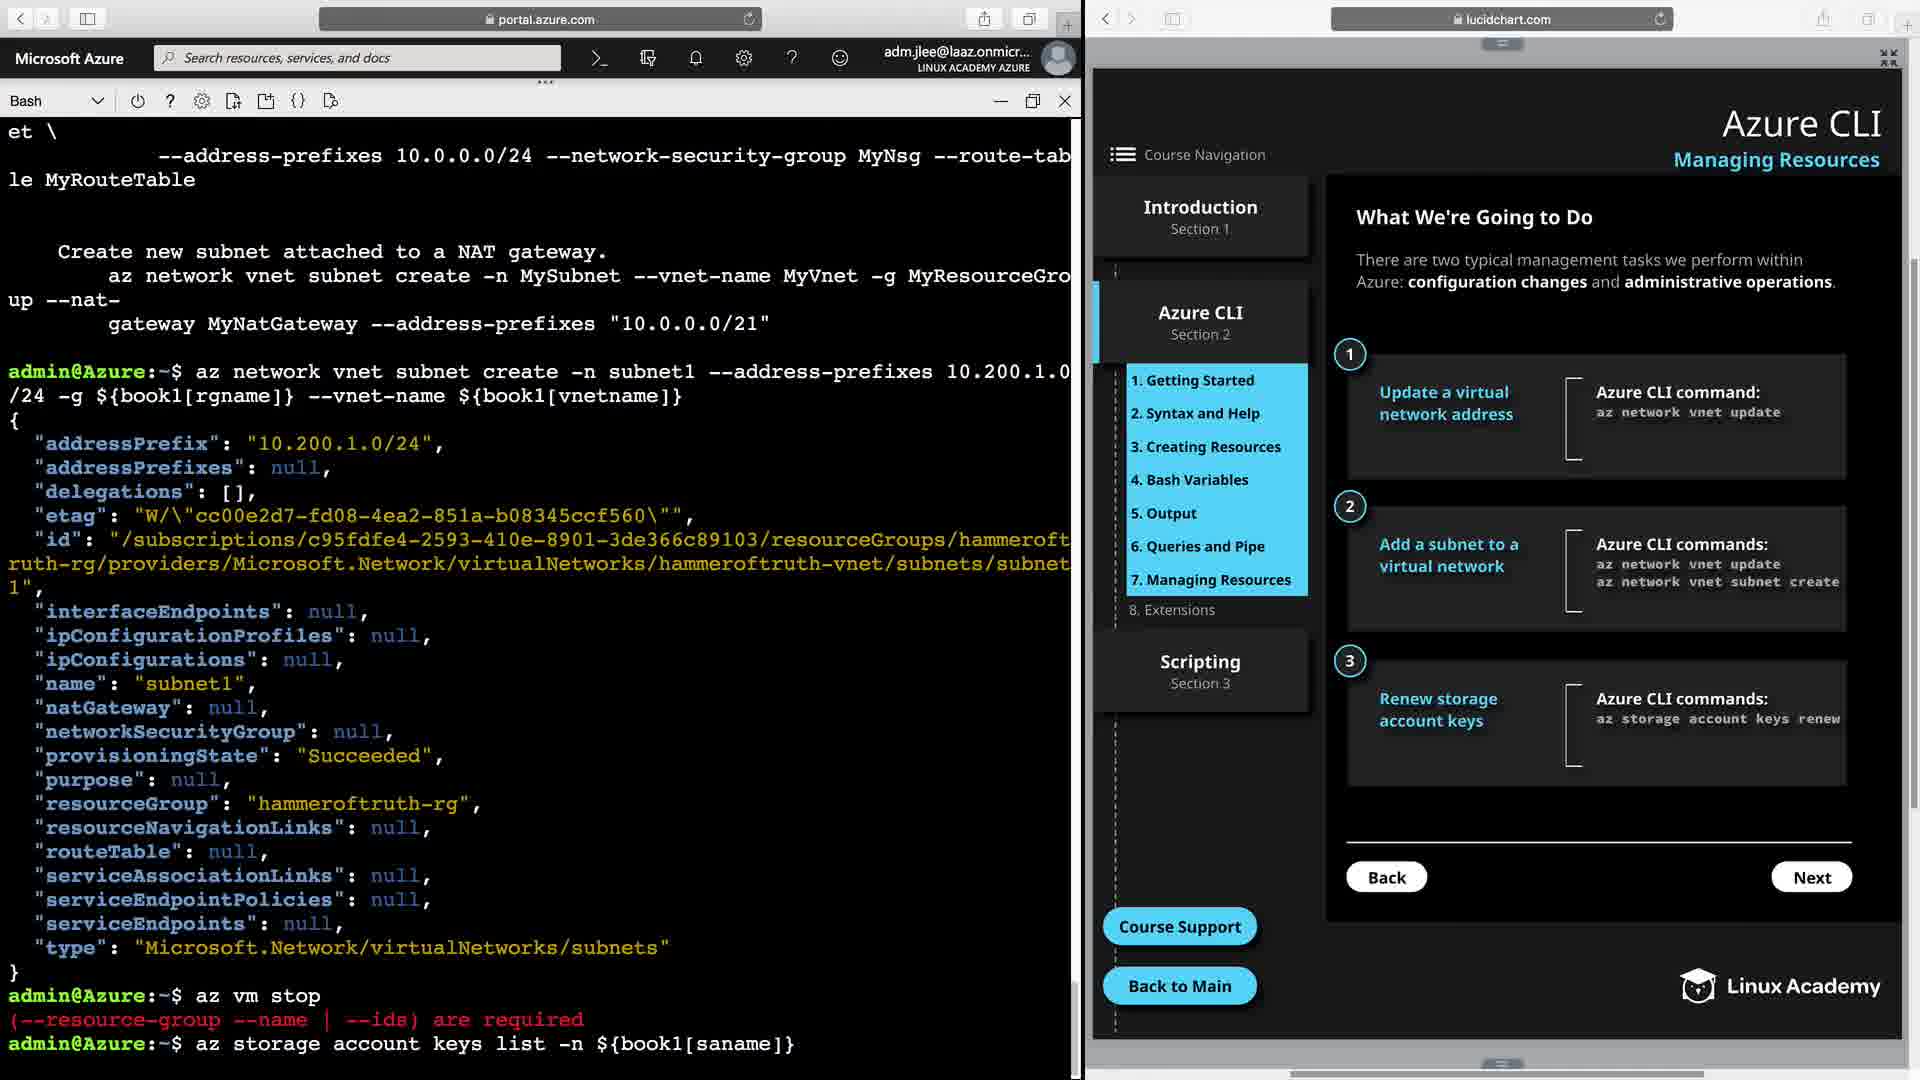 portal.azure.com
lucidchart.com
Microsoft Azure
Search resources, services, and docs
adm.jlee@laaz.onmicr...
LINUX ACADEMY AZURE
Bash
et \
--address-prefixes 10.0.0.0/24 --network-security-group MyNsg --route-tab
le MyRouteTable
Create new subnet attached to a NAT gateway.
az network vnet subnet create -n MySubnet --vnet-name MyVnet -g MyResourceGro
up --nat-
gateway MyNatGateway --address-prefixes "10.0.0.0/21"
admin@Azure:~$ az network vnet subnet create -n subnet1 --address-prefixes 10.200.1.0
/24 -g ${book1[rgname]} --vnet-name ${book1[vnetname]}
{
"addressPrefix": "10.200.1.0/24",
"addressPrefixes": null,
"delegations": [],
"etag": "W/\"cc00e2d7-fd08-4ea2-851a-b08345ccf560\"",
"id": "/subscriptions/c95fdfe4-2593-410e-8901-3de366c89103/resourceGroups/hammeroft
ruth-rg/providers/Microsoft.Network/virtualNetworks/hammeroftruth-vnet/subnets/subnet
1",
"interfaceEndpoints": null,
"ipConfigurationProfiles": null,
"ipConfigurations": null,
"name": "subnet1",
"natGateway": null,
"networkSecurityGroup": null,
"provisioningState": "Succeeded",
"purpose": null,
"resourceGroup": "hammeroftruth-rg",
"resourceNavigationLinks": null,
"routeTable": null,
"serviceAssociationLinks": null,
"serviceEndpointPolicies": null,
"serviceEndpoints": null,
"type": "Microsoft.Network/virtualNetworks/subnets"
}
admin@Azure:~$ az vm stop
(--resource-group --name | --ids) are required
admin@Azure:~$ az storage account keys list -n ${book1[saname]}
Azure CLI
Managing Resources
Course Navigation
Introduction
Section 1
Azure CLI
Section 2
1. Getting Started
2. Syntax and Help
3. Creating Resources
4. Bash Variables
5. Output
6. Queries and Pipe
7. Managing Resources
8. Extensions
Scripting
Section 3
Course Support
Back to Main
What We're Going to Do
There are two typical management tasks we perform within
Azure: configuration changes and administrative operations.
1
Update a virtual
network address
Azure CLI command:
az network vnet update
2
Add a subnet to a
virtual network
Azure CLI commands:
az network vnet update
az network vnet subnet create
3
Renew storage
account keys
Azure CLI commands:
az storage account keys renew
Back
Next
Linux Academy